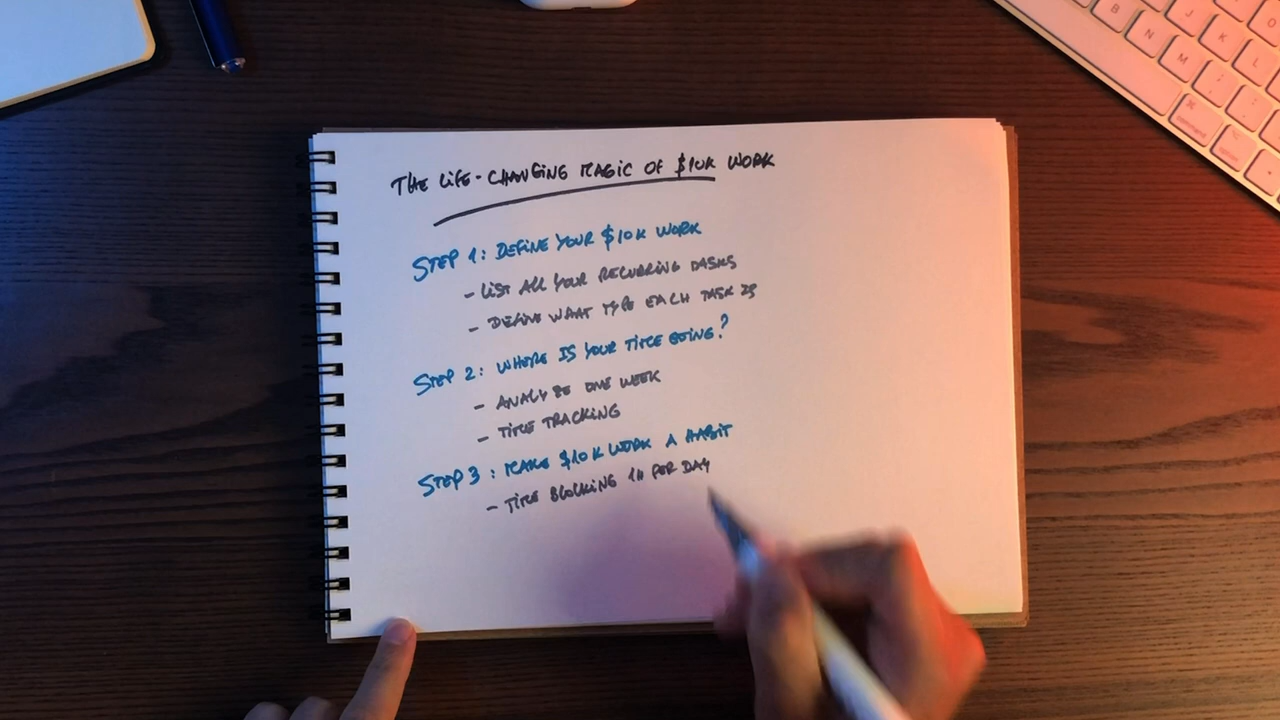 THE LIFE-CHANGING MAGIC OF $10K WORK
STEP 1: DEFINE YOUR $10K WORK
- LIST ALL YOUR RECURRING TASKS
- DEFINE WHAT TYPE EACH TASK IS
STEP 2: WHERE IS YOUR TIME GOING?
- ANALYZE ONE WEEK
- TIME TRACKING
STEP 3: MAKE $10K WORK A HABIT
- TIME BLOCKING 1H PER DAY
B
N
M
J
K
L